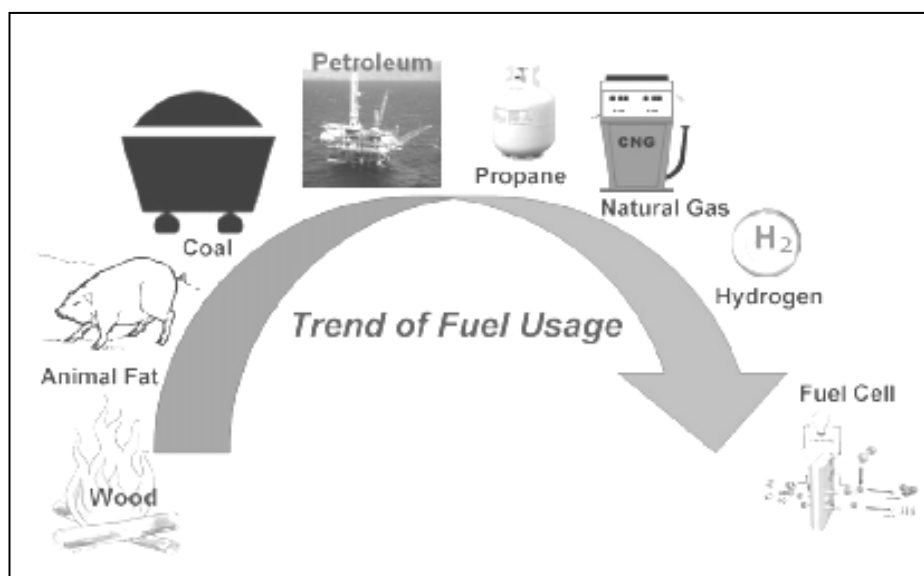 Petroleum
CNG
Propane
Natural Gas
Coal
H2
Hydrogen
Trend of Fuel Usage
Animal Fat
Fuel Cell
Wood